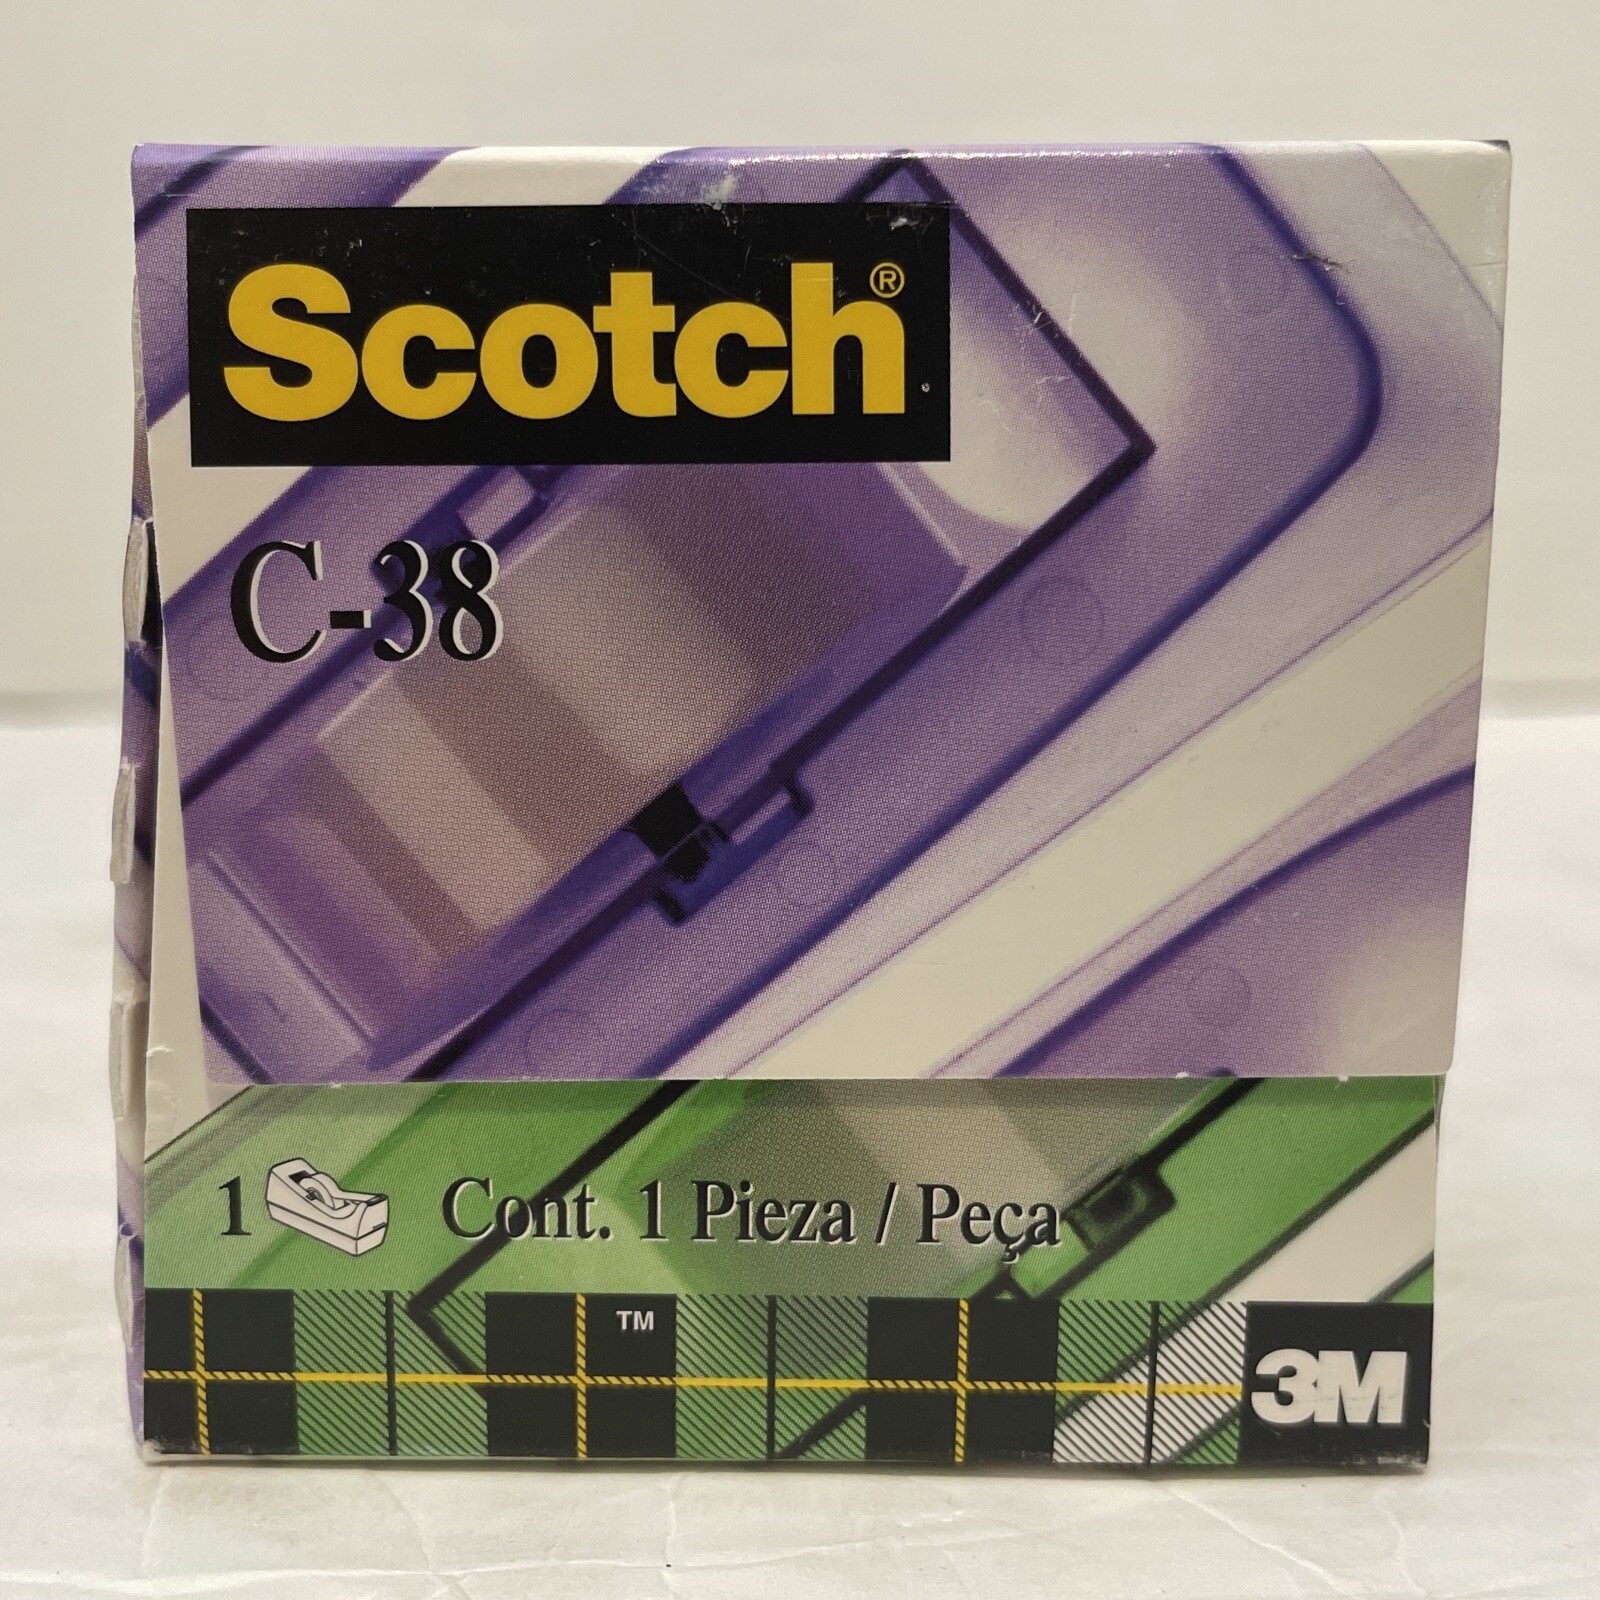 Scotch®
C-38
1 Cont. 1 Pieza / Peça
TM
3M